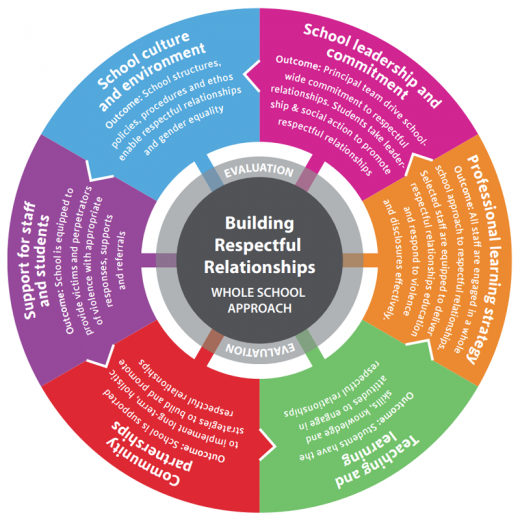 School culture
and environment
Outcome: School structures,
policies, procedures and ethos
enable respectful relationships
and gender equality
School leadership and
commitment
Outcome: Principal team drive school-
wide commitment to respectful
relationships. Students take leader-
ship & social action to promote
respectful relationships
Professional learning strategy
Outcome: All staff are engaged in a whole
school approach to respectful relationships.
Selected staff are equipped to deliver
respectful relationships education
and respond to violence
and disclosures effectively.
Teaching and
learning
Outcome: Students have the
skills, knowledge and
attitudes to engage in
respectful relationships
Community
partnerships
Outcome: School is supported
to implement long-term, holistic
strategies to build and promote
respectful relationships
Support for staff
and students
Outcome: School is equipped to
provide victims and perpetrators
of violence with appropriate
responses, supports
and referrals
EVALUATION
Building
Respectful
Relationships
WHOLE SCHOOL
APPROACH
EVALUATION